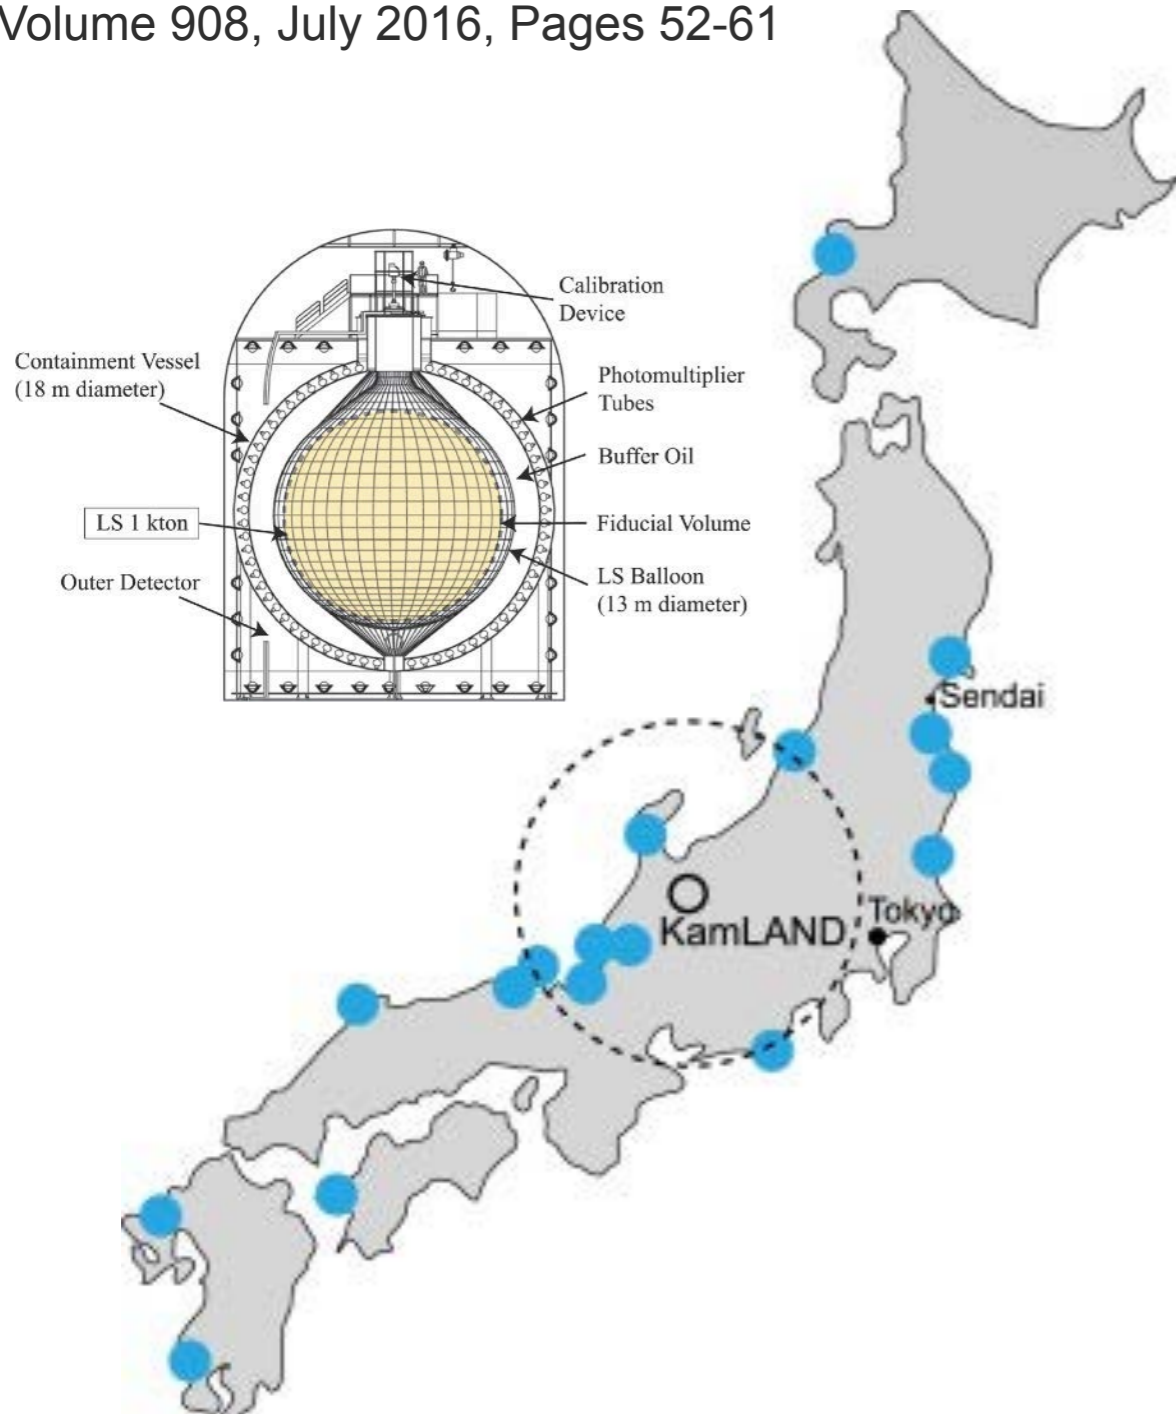 Volume 908, July 2016, Pages 52-61
Calibration
Device
Containment Vessel
(18 m diameter)
Photomultiplier
Tubes
Buffer Oil
LS 1 kton
Fiducial Volume
Outer Detector
LS Balloon
(13 m diameter)
Sendai
KamLAND
Tokyo